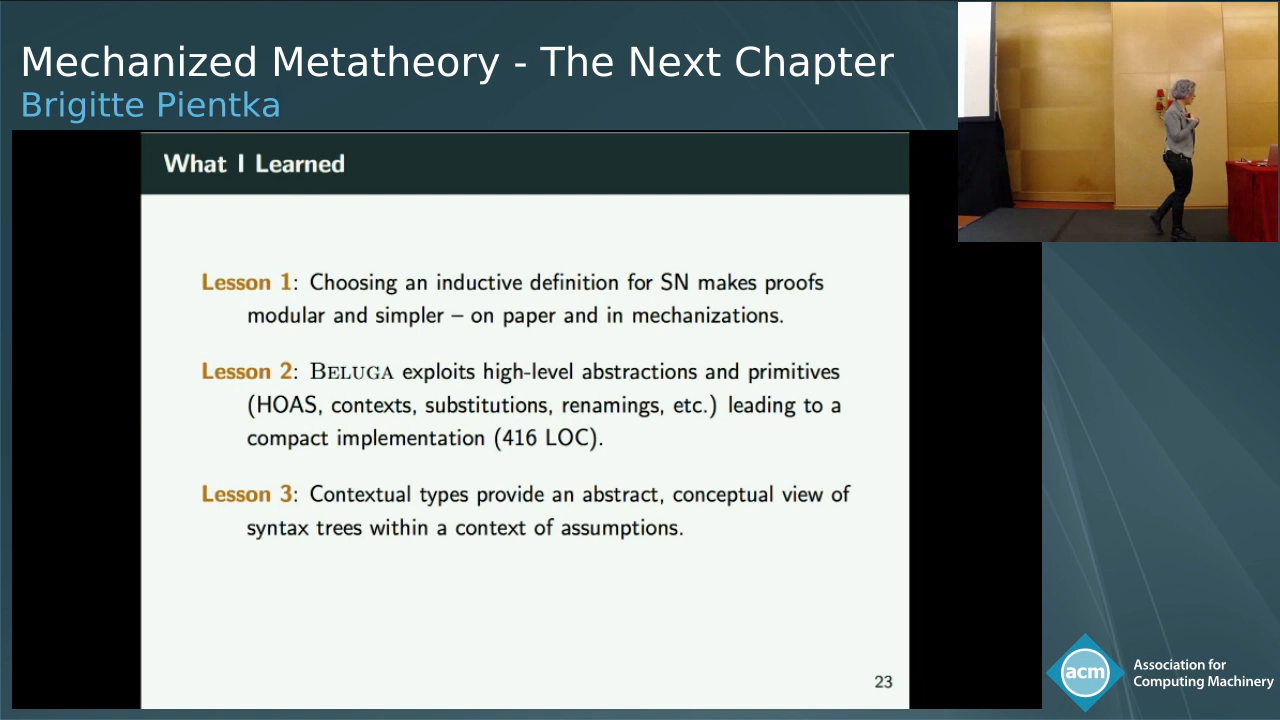 Mechanized Metatheory - The Next Chapter
Brigitte Pientka
What I Learned
Lesson 1: Choosing an inductive definition for SN makes proofs
modular and simpler – on paper and in mechanizations.
Lesson 2: BELUGA exploits high-level abstractions and primitives
(HOAS, contexts, substitutions, renamings, etc.) leading to a
compact implementation (416 LOC).
Lesson 3: Contextual types provide an abstract, conceptual view of
syntax trees within a context of assumptions.
23
acm
Association for
Computing Machinery